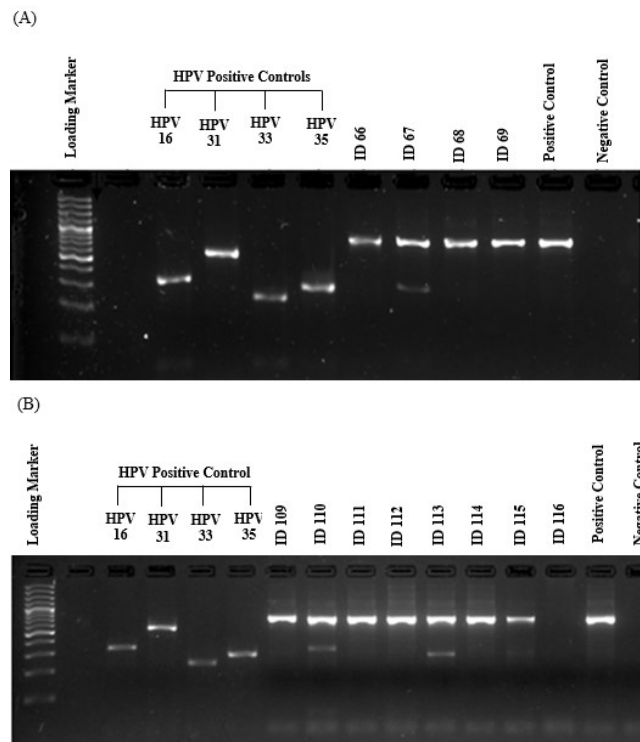 (A)
Loading Marker
HPV Positive Controls
HPV 16
HPV 31
HPV 33
HPV 35
ID 66
ID 67
ID 68
ID 69
Positive Control
Negative Control
(B)
Loading Marker
HPV Positive Control
HPV 16
HPV 31
HPV 33
HPV 35
ID 109
ID 110
ID 111
ID 112
ID 113
ID 114
ID 115
ID 116
Positive Control
Negative Control